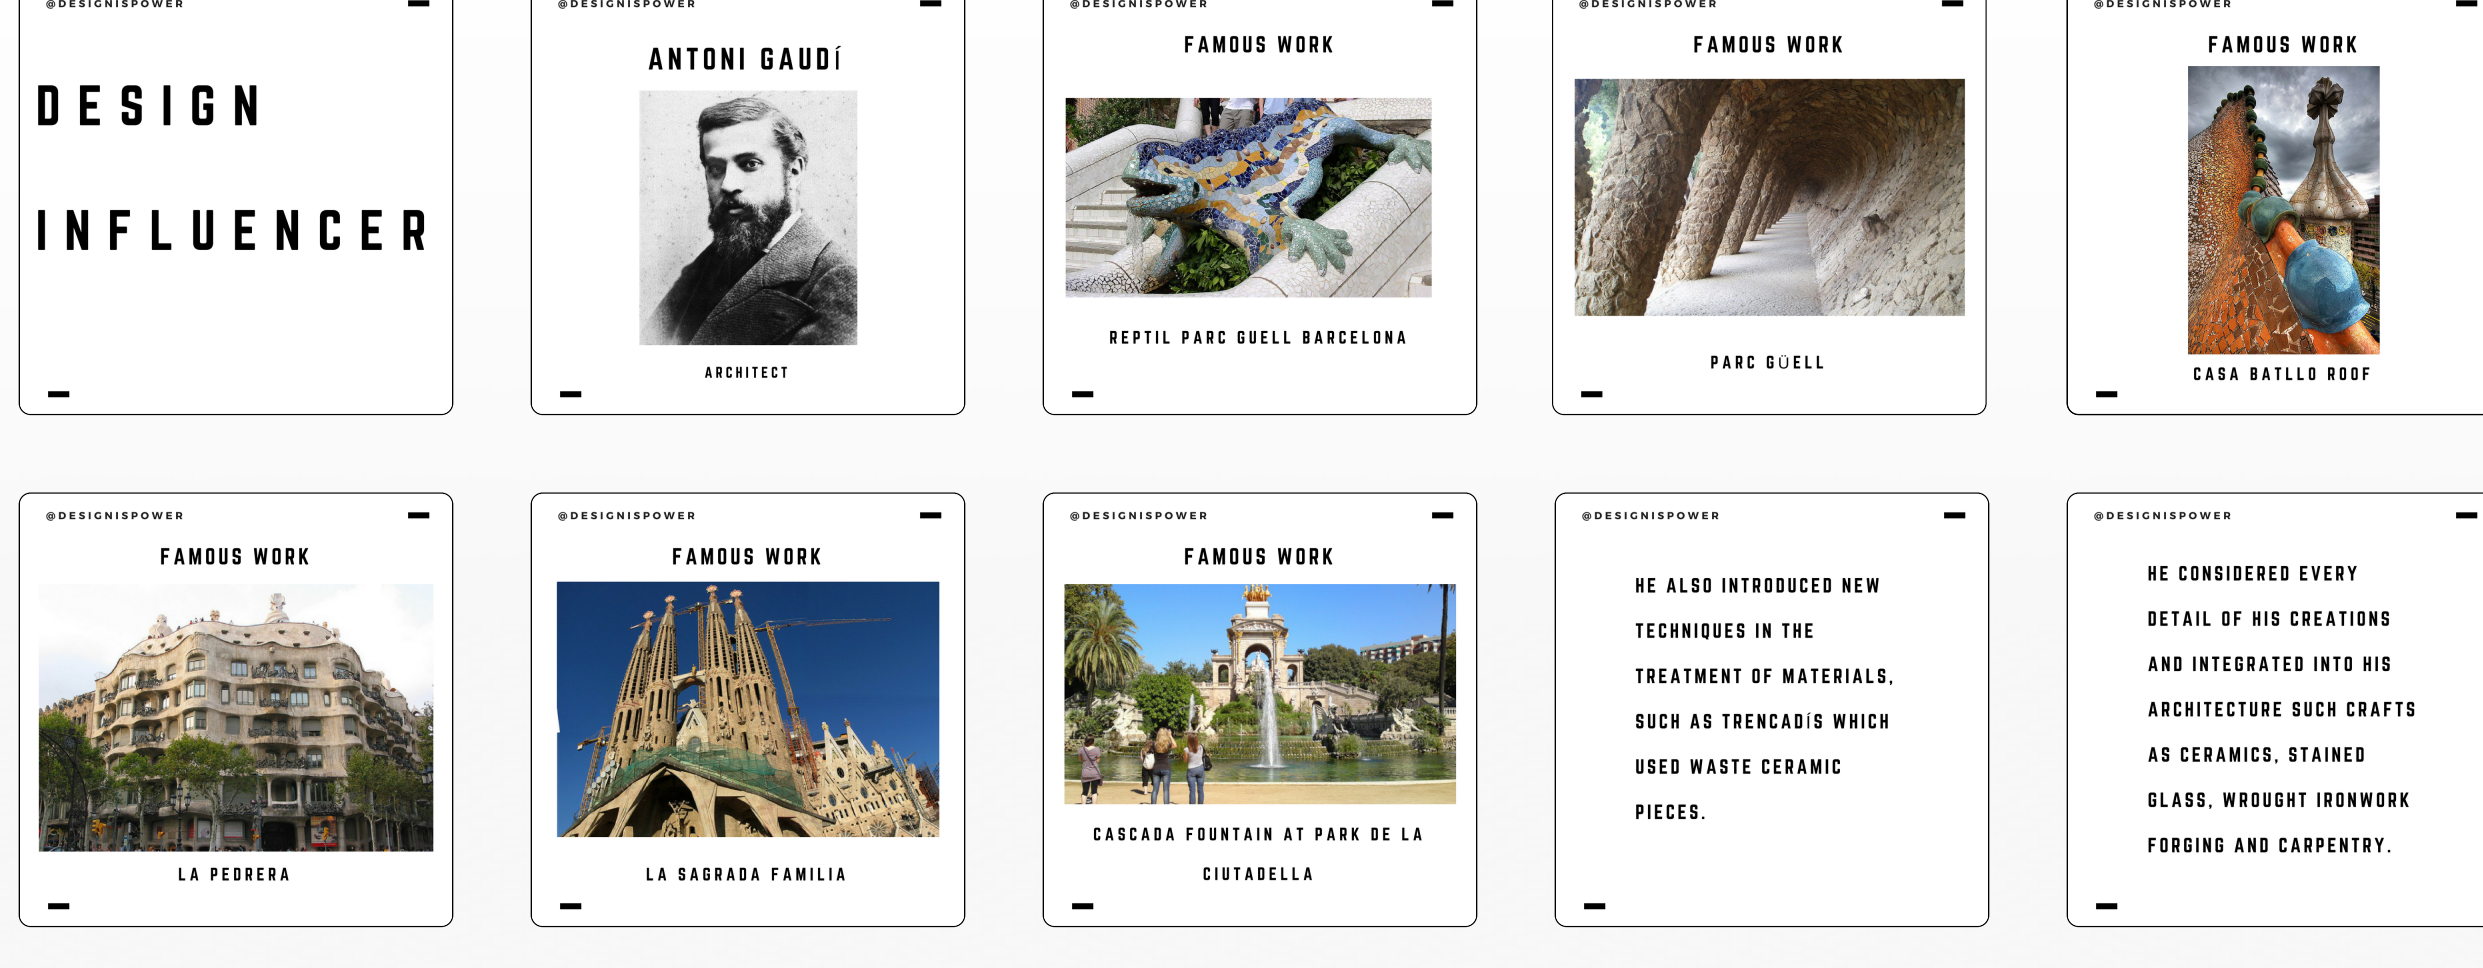 @DESIGNISPOWER
DESIGN
INFLUENCER
@DESIGNISPOWER
ANTONI GAUDÍ
ARCHITECT
@DESIGNISPOWER
FAMOUS WORK
REPTIL PARC GUELL BARCELONA
@DESIGNISPOWER
FAMOUS WORK
PARC GÜELL
@DESIGNISPOWER
FAMOUS WORK
CASA BATLLO ROOF
@DESIGNISPOWER
FAMOUS WORK
LA PEDRERA
@DESIGNISPOWER
FAMOUS WORK
LA SAGRADA FAMILIA
@DESIGNISPOWER
FAMOUS WORK
CASCADA FOUNTAIN AT PARK DE LA
CIUTADELLA
@DESIGNISPOWER
HE ALSO INTRODUCED NEW
TECHNIQUES IN THE
TREATMENT OF MATERIALS,
SUCH AS TRENCADÍS WHICH
USED WASTE CERAMIC
PIECES.
@DESIGNISPOWER
HE CONSIDERED EVERY
DETAIL OF HIS CREATIONS
AND INTEGRATED INTO HIS
ARCHITECTURE SUCH CRAFTS
AS CERAMICS, STAINED
GLASS, WROUGHT IRONWORK
FORGING AND CARPENTRY.